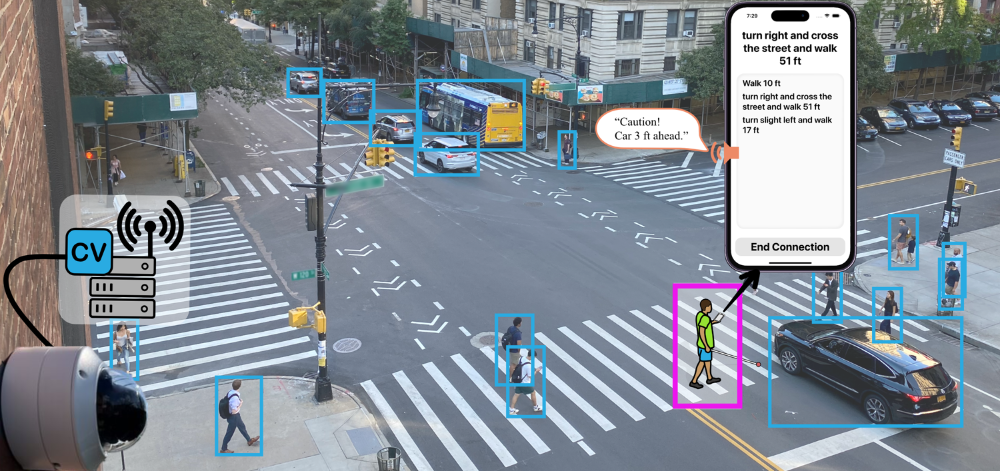 7:29
turn right and cross
the street and walk
51 ft
Walk 10 ft
turn right and cross the
street and walk 51 ft
turn slight left and walk
17 ft
End Connection
“Caution!
Car 3 ft ahead.”
CV